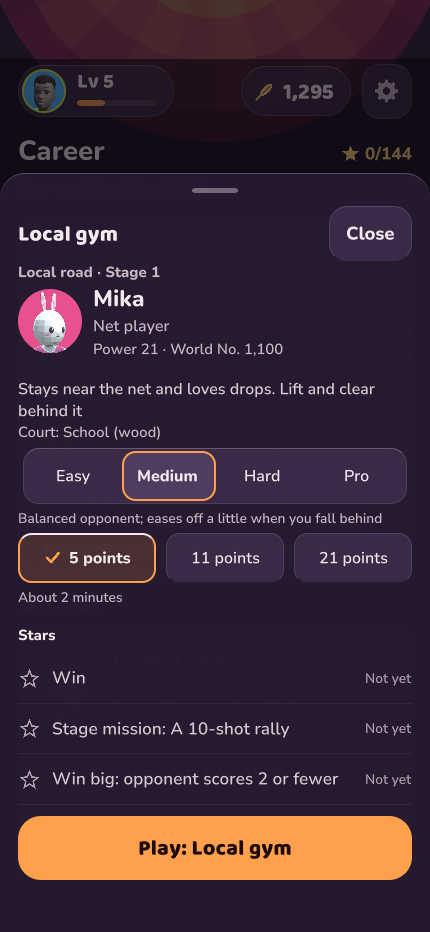 Lv 5
1,295
Career
0/144
Local gym
Close
Local road · Stage 1
Mika
Net player
Power 21 · World No. 1,100
Stays near the net and loves drops. Lift and clear
behind it
Court: School (wood)
Easy
Medium
Hard
Pro
Balanced opponent; eases off a little when you fall behind
5 points
11 points
21 points
About 2 minutes
Stars
Win
Not yet
Stage mission: A 10-shot rally
Not yet
Win big: opponent scores 2 or fewer
Not yet
Play: Local gym